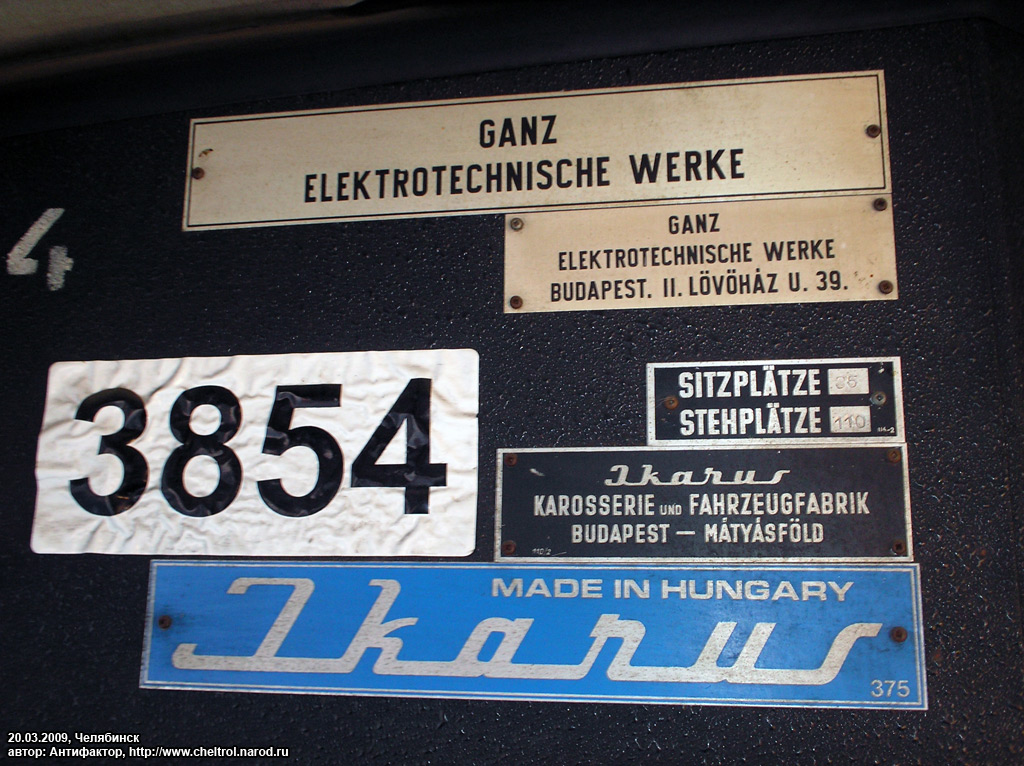 GANZ
ELEKTROTECHNISCHE WERKE
GANZ
ELEKTROTECHNISCHE WERKE
BUDAPEST. II. LÖVÖHÁZ U. 39.
4
3854
SITZPLÄTZE
STEHPLÄTZE 110
Ikarus
KAROSSERIE UND FAHRZEUGFABRIK
BUDAPEST — MÁTYÁSFÖLD
MADE IN HUNGARY
Ikarus
375
20.03.2009, Челябинск
автор: Антифактор, http://www.cheltrol.narod.ru